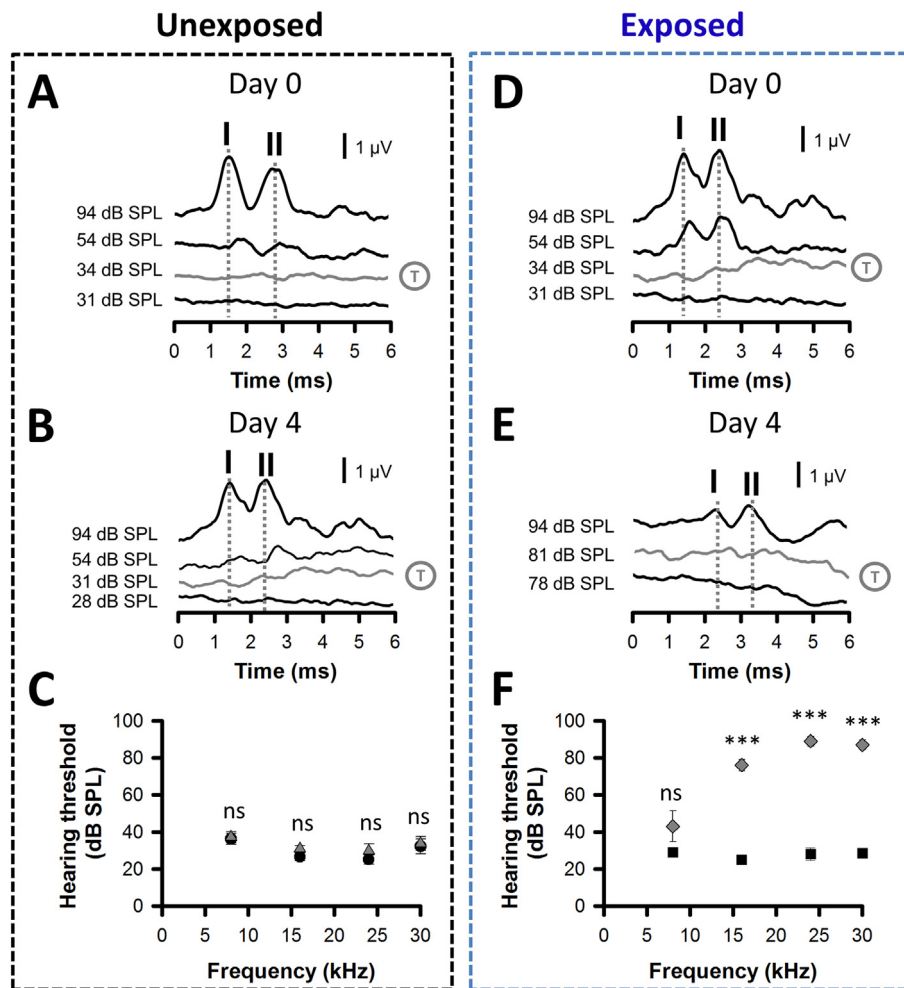 Unexposed
A
Day 0
I
II
1 µV
94 dB SPL
54 dB SPL
34 dB SPL
T
31 dB SPL
0 1 2 3 4 5 6
Time (ms)
B
Day 4
I
II
1 µV
94 dB SPL
54 dB SPL
31 dB SPL
T
28 dB SPL
0 1 2 3 4 5 6
Time (ms)
C
Hearing threshold
(dB SPL)
100
80
60
40
20
0
ns
ns
ns
ns
0 5 10 15 20 25 30
Frequency (kHz)
Exposed
D
Day 0
I
II
1 µV
94 dB SPL
54 dB SPL
34 dB SPL
T
31 dB SPL
0 1 2 3 4 5 6
Time (ms)
E
Day 4
I
II
1 µV
94 dB SPL
81 dB SPL
T
78 dB SPL
0 1 2 3 4 5 6
Time (ms)
F
Hearing threshold
(dB SPL)
100
80
60
40
20
0
ns
***
***
***
0 5 10 15 20 25 30
Frequency (kHz)